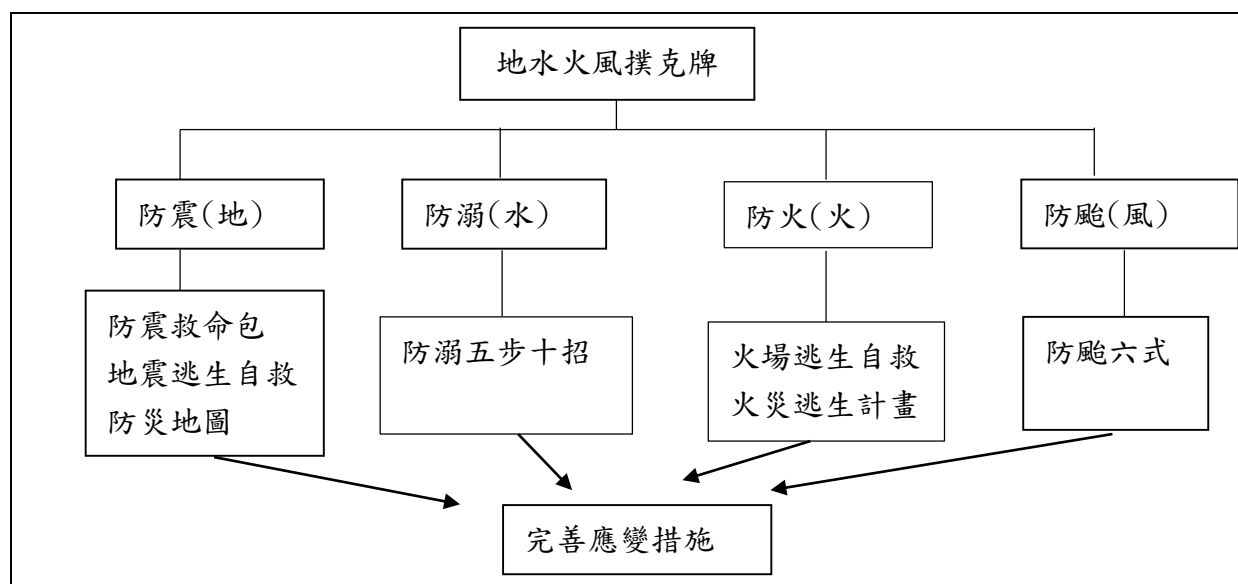 地水火風撲克牌
防震(地)
防溺(水)
防火(火)
防颱(風)
防震救命包
地震逃生自救
防災地圖
防溺五步十招
火場逃生自救
火災逃生計畫
防颱六式
完善應變措施